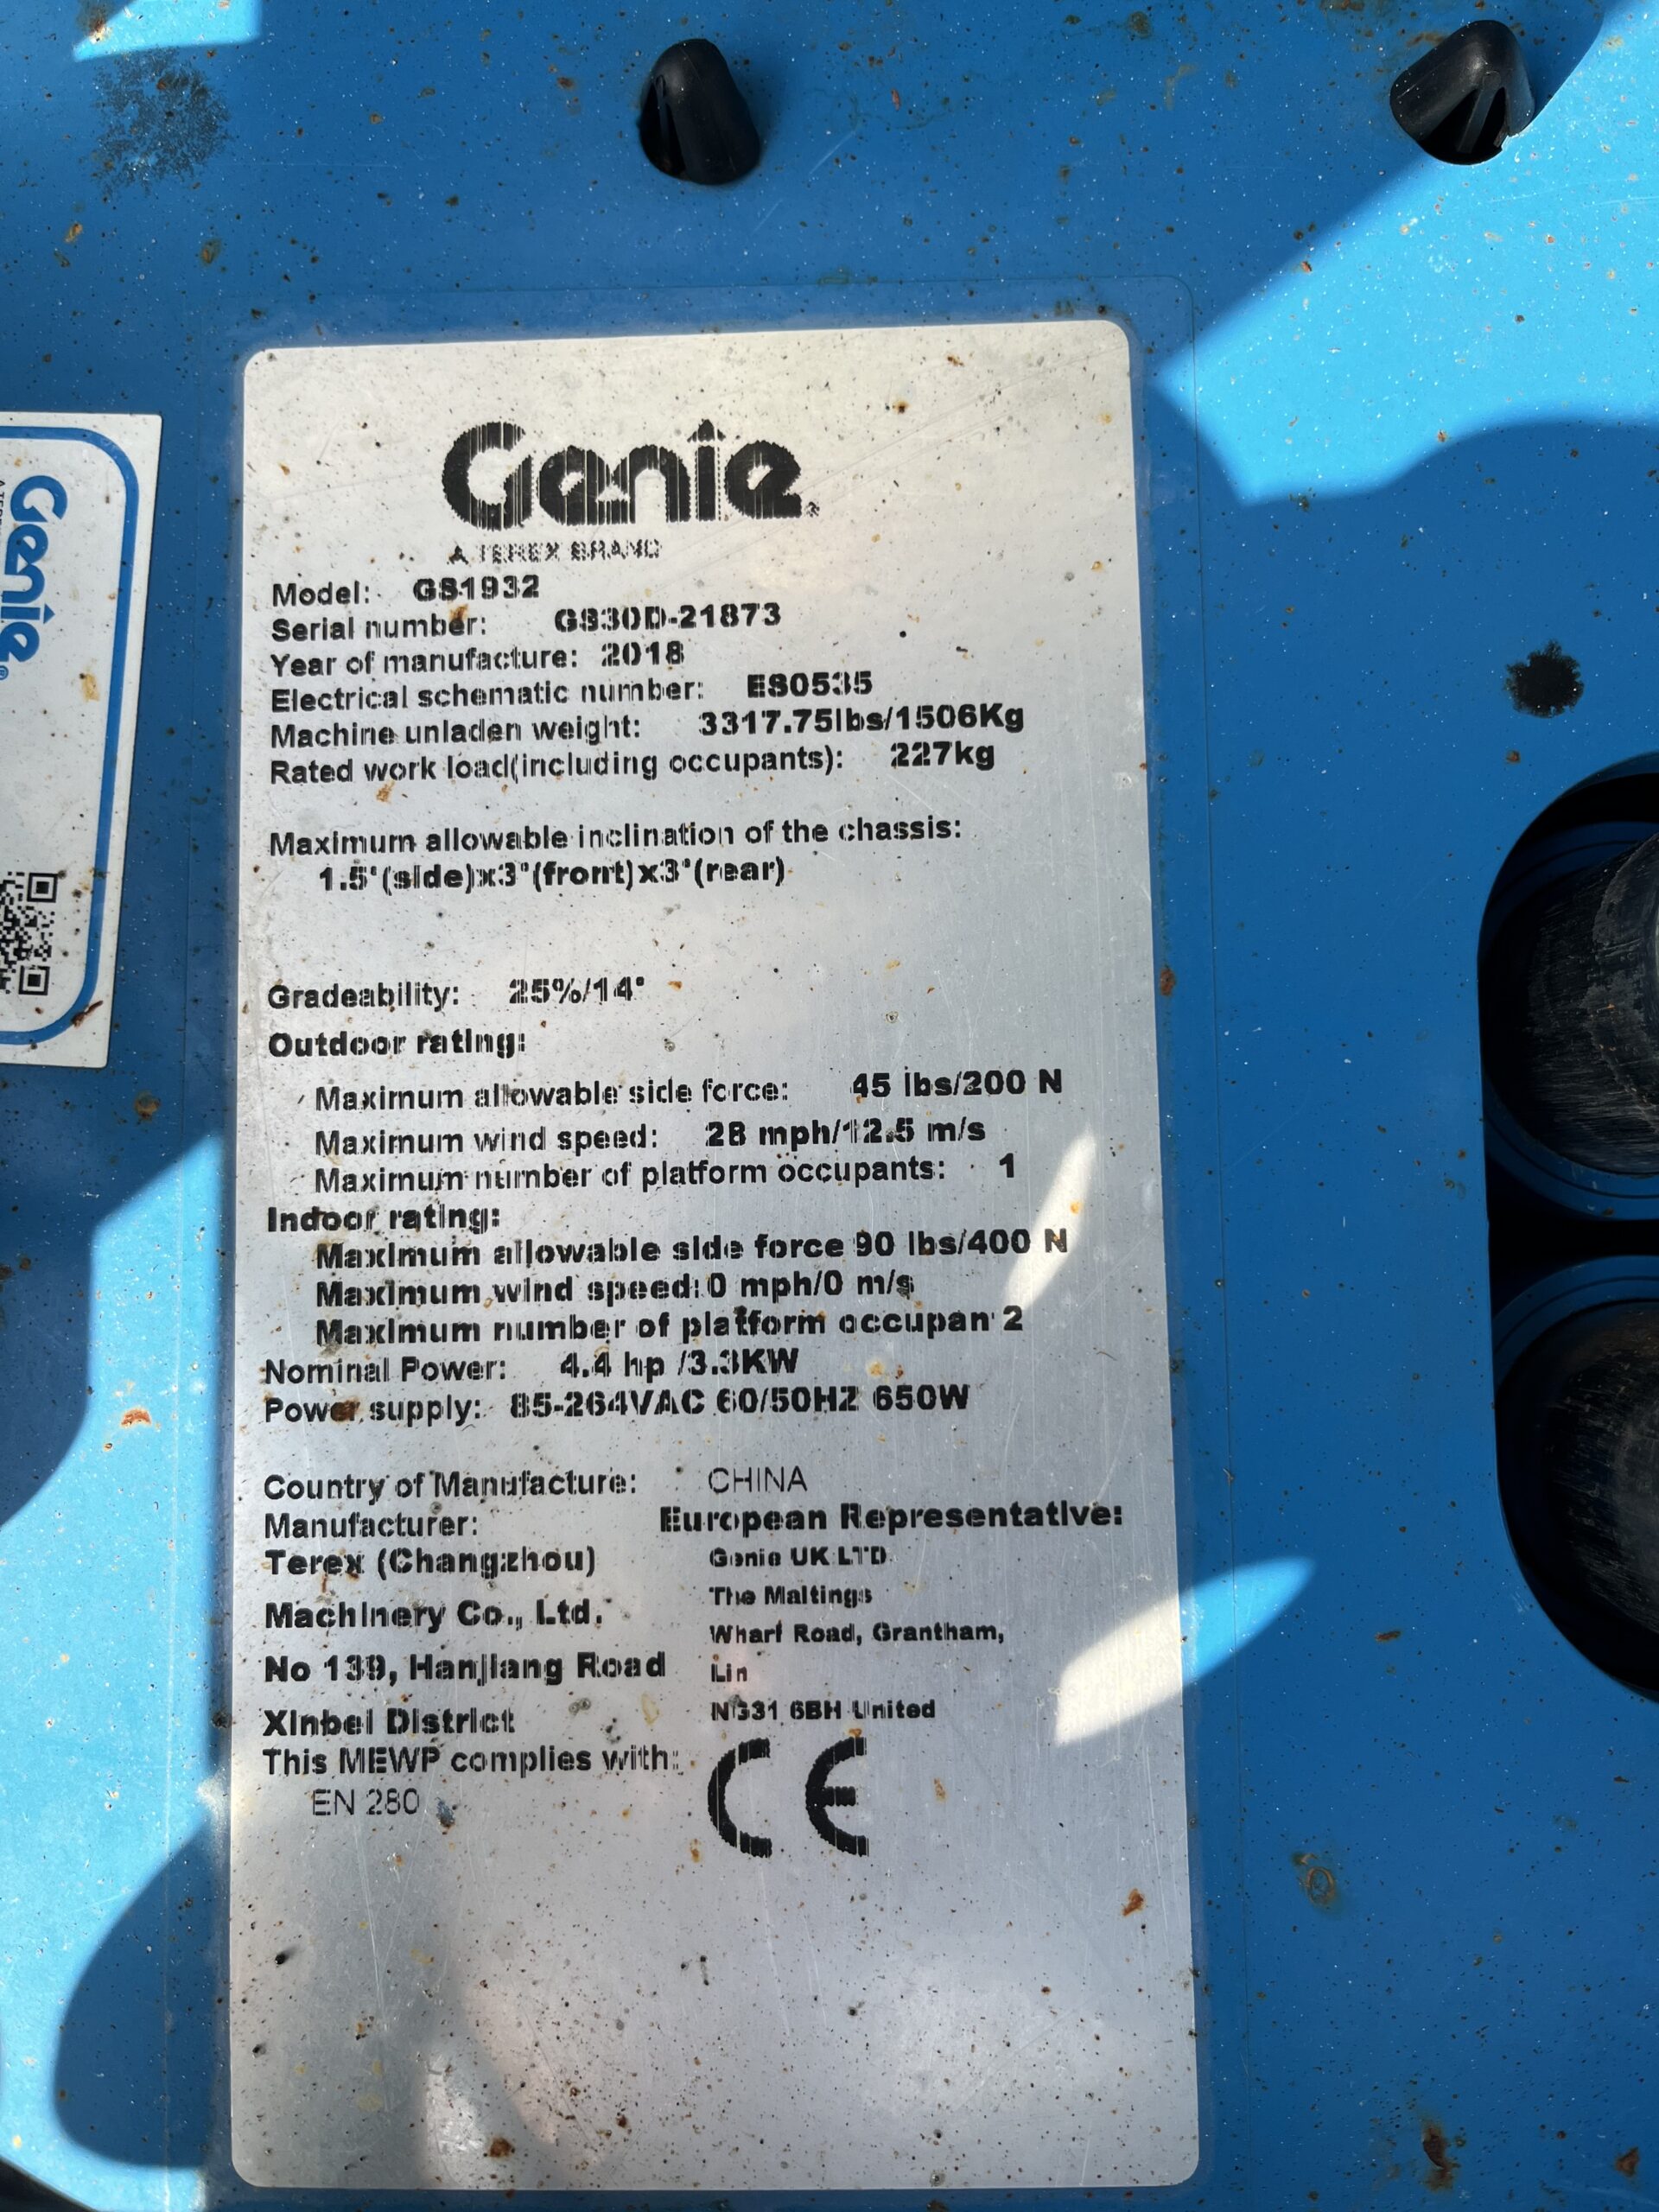 Genie
A TEREX BRAND
Model: GS1932
Serial number: GS30D-21873
Year of manufacture: 2018
Electrical schematic number: ES0535
Machine unladen weight: 3317.75lbs/1506Kg
Rated work load(including occupants): 227kg
Maximum allowable inclination of the chassis:
1.5°(side)x3°(front)x3°(rear)
Gradeability: 25%/14°
Outdoor rating:
Maximum allowable side force: 45 lbs/200 N
Maximum wind speed: 28 mph/12.5 m/s
Maximum number of platform occupants: 1
Indoor rating:
Maximum allowable side force 90 lbs/400 N
Maximum wind speed:0 mph/0 m/s
Maximum number of platform occupan 2
Nominal Power: 4.4 hp /3.3KW
Power supply: 85-264VAC 60/50HZ 650W
Country of Manufacture: CHINA
Manufacturer:
Terex (Changzhou)
Machinery Co., Ltd.
No 139, Hanjiang Road
Xinbei District
European Representative:
Genie UK LTD
The Maltings
Wharf Road, Grantham,
Lin
NG31 6BH United
This MEWP complies with:
EN 280
CE
Genie